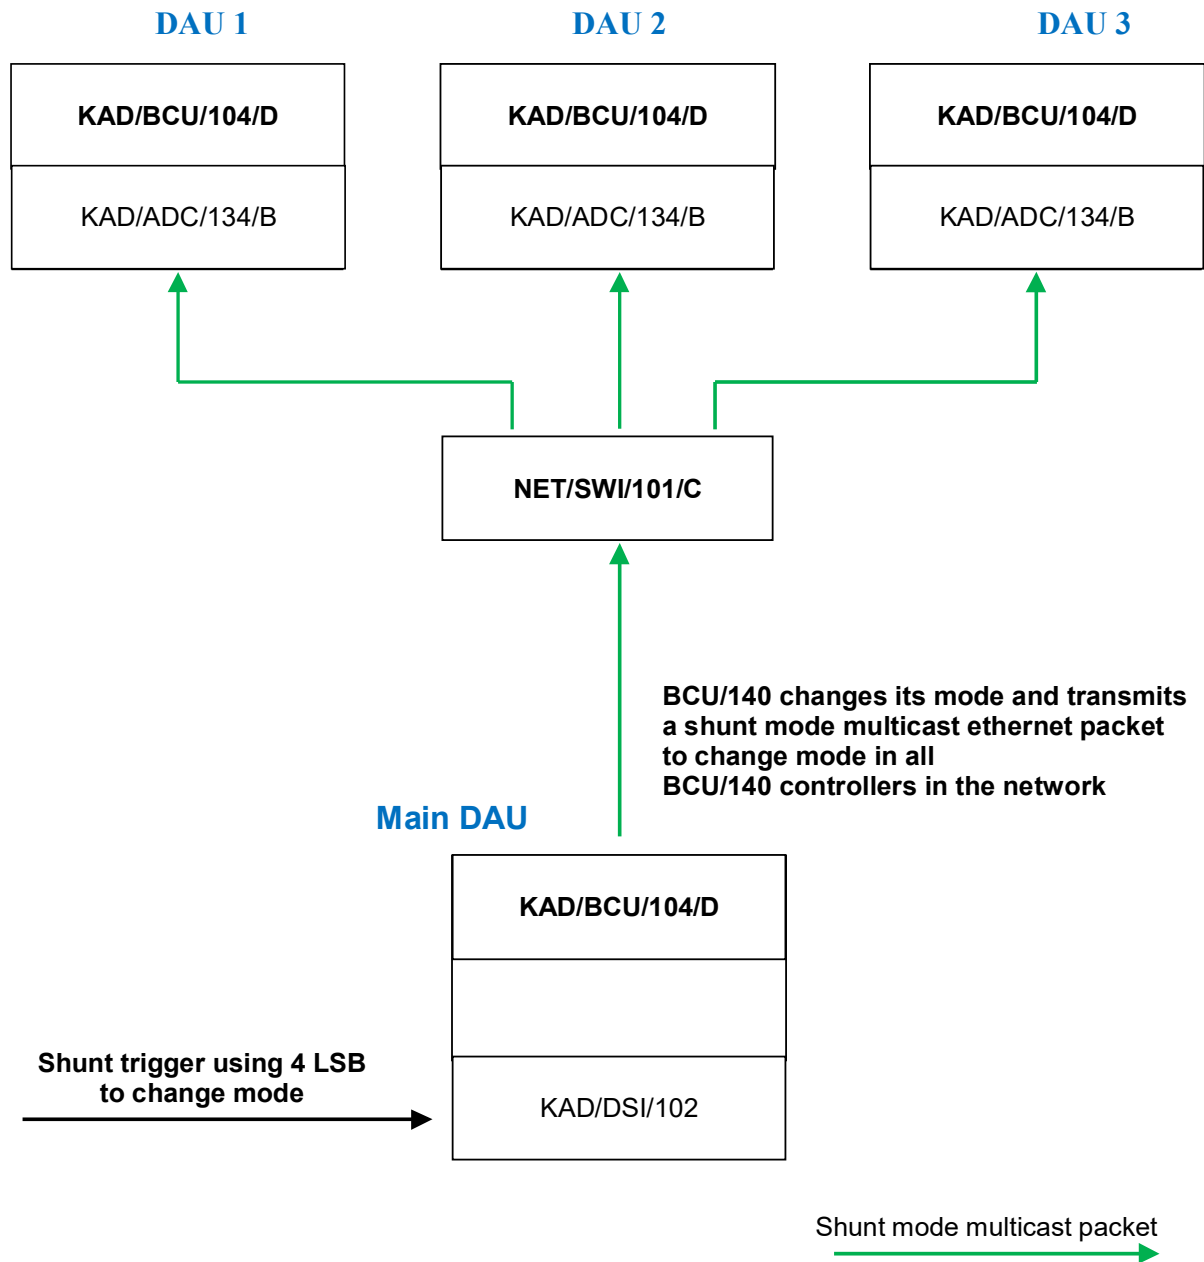 DAU 1
DAU 2
DAU 3
KAD/BCU/104/D
KAD/BCU/104/D
KAD/BCU/104/D
KAD/ADC/134/B
KAD/ADC/134/B
KAD/ADC/134/B
NET/SWI/101/C
BCU/140 changes its mode and transmits
a shunt mode multicast ethernet packet
to change mode in all
BCU/140 controllers in the network
Main DAU
KAD/BCU/104/D
Shunt trigger using 4 LSB
to change mode
KAD/DSI/102
Shunt mode multicast packet